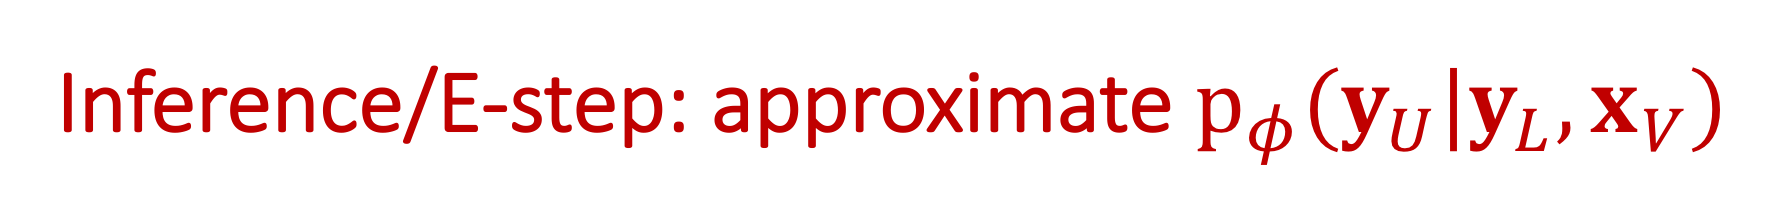 Inference/E-step: approximate p_ϕ(𝐲_U|𝐲_L, 𝐱_V)